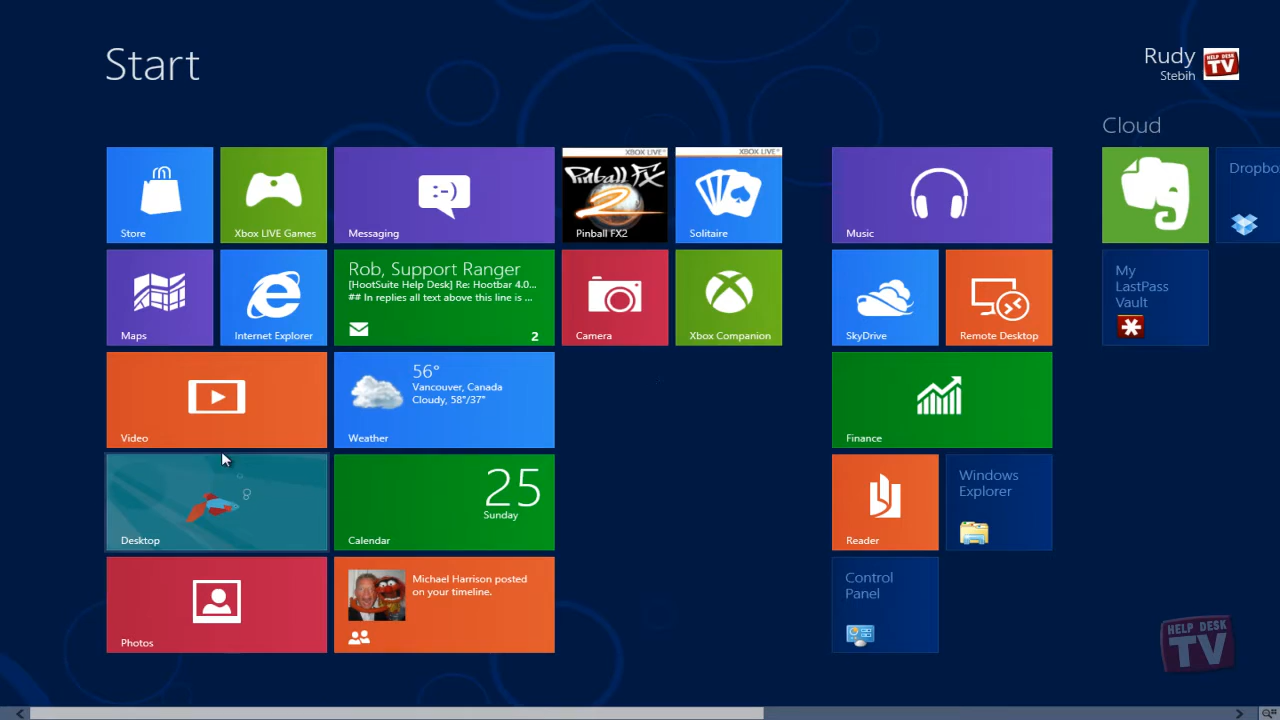 Start
Rudy
Stebih
HELP DESK
TV
Cloud
Store
Xbox LIVE Games
Messaging
XBOX LIVE
Pinball FX
2
Pinball FX2
XBOX LIVE
Solitaire
Music
Dropbo
Maps
Internet Explorer
Rob, Support Ranger
[HootSuite Help Desk] Re: Hootbar 4.0...
## In replies all text above this line is ...
2
Camera
Xbox Companion
SkyDrive
Remote Desktop
My
LastPass
Vault
Video
56°
Vancouver, Canada
Cloudy, 58°/37°
Weather
Finance
Desktop
25
Sunday
Calendar
Reader
Windows
Explorer
Photos
Michael Harrison posted
on your timeline.
Control
Panel
HELP DESK
TV